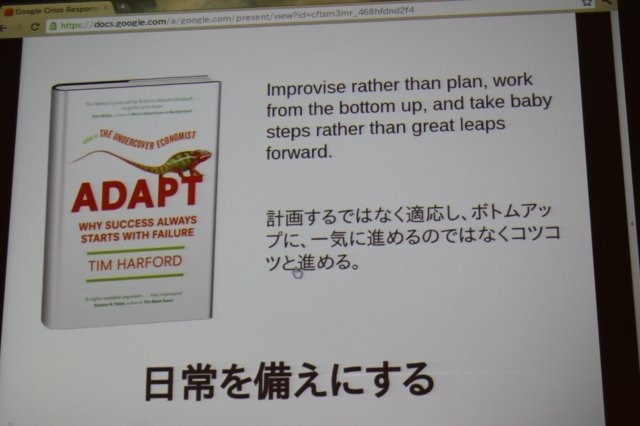 Google Crisis Respons
https://docs.google.com/a/google.com/present/view?id=cftxm3mr_468hfdnd2f4
THE UNDERCOVER ECONOMIST
ADAPT
WHY SUCCESS ALWAYS
STARTS WITH FAILURE
TIM HARFORD
Improvise rather than plan, work
from the bottom up, and take baby
steps rather than great leaps
forward.
計画するではなく適応し、ボトムアッ
プに、一気に進めるのではなくコツコ
ツと進める。
日常を備えにする